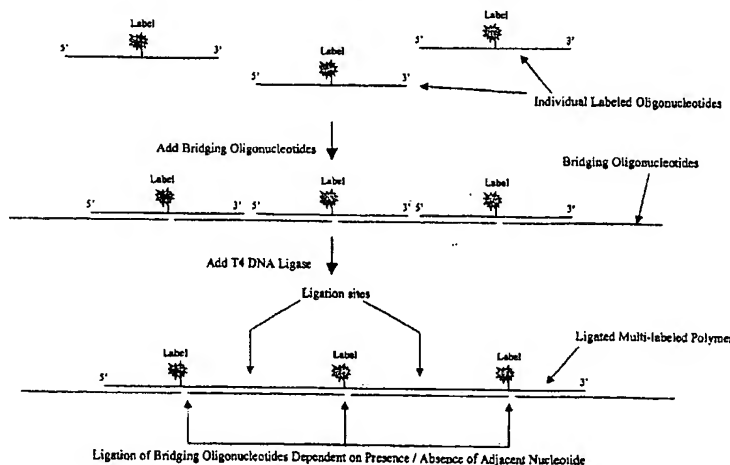 Label
5' 3'
Label
5' 3'
Label
5' 3'
Individual Labeled Oligonucleotides
Add Bridging Oligonucleotides
Bridging Oligonucleotides
Label Label Label
5' 3' 5' 3' 5' 3'
Add T4 DNA Ligase
Ligation sites
Ligated Multi-labeled Polymer
Label Label Label
5' 3'
Ligation of Bridging Oligonucleotides Dependent on Presence / Absence of Adjacent Nucleotide